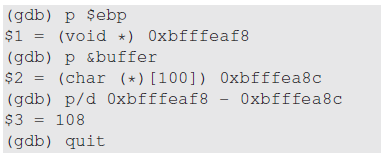 (gdb) p $ebp
$1 = (void *) 0xbfffeaf8
(gdb) p &buffer
$2 = (char (*)[100]) 0xbfffea8c
(gdb) p/d 0xbfffeaf8 - 0xbfffea8c
$3 = 108
(gdb) quit